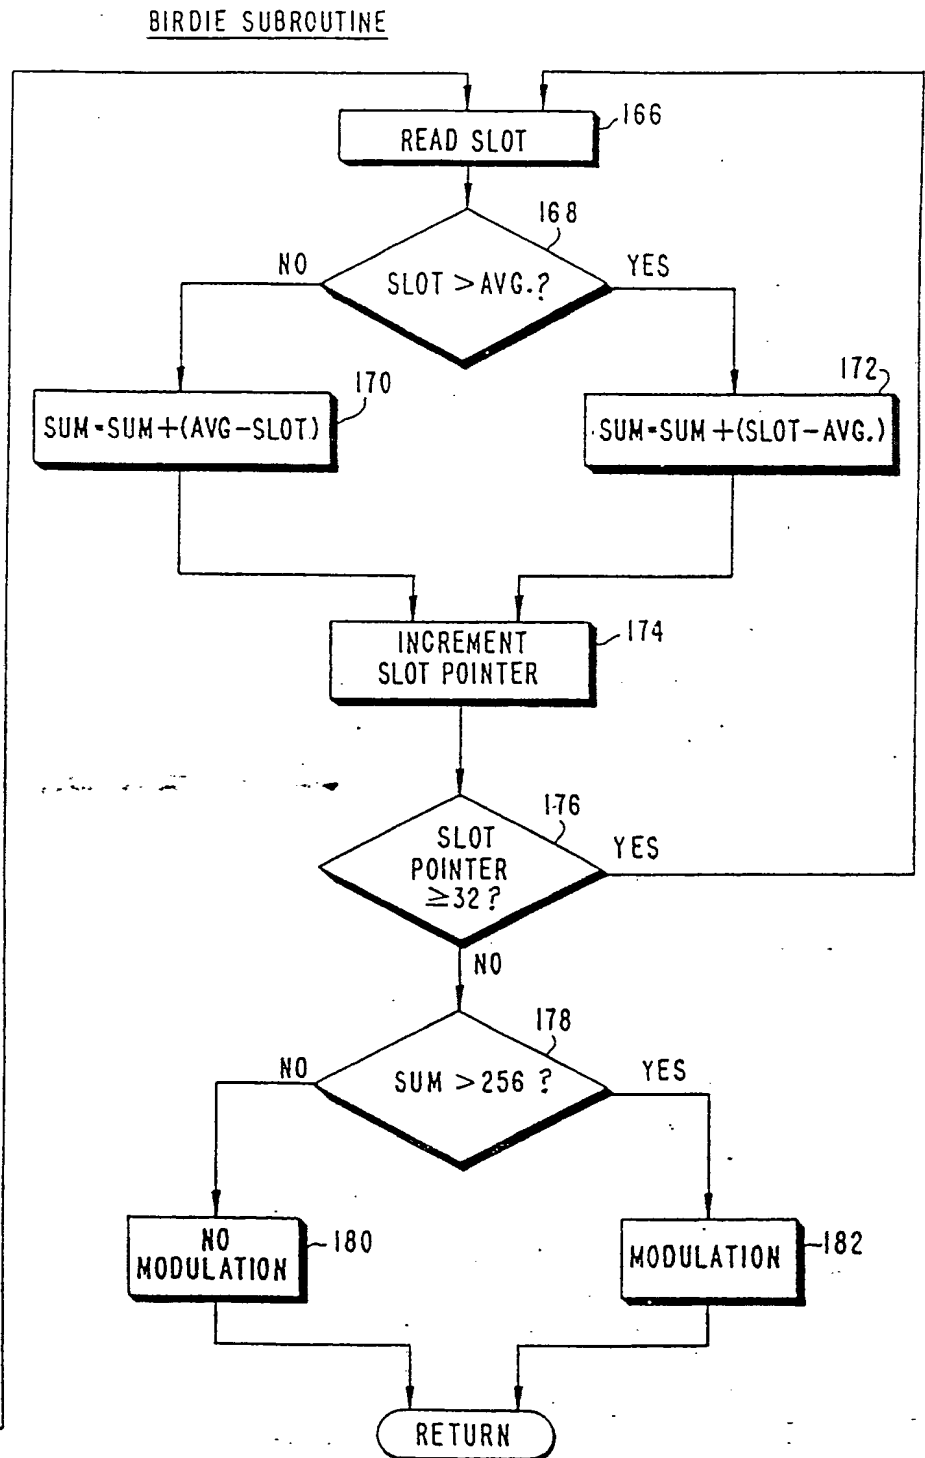 BIRDIE SUBROUTINE
READ SLOT
166
168
NO
YES
SLOT > AVG.?
170
172
SUM=SUM+(AVG-SLOT)
SUM=SUM+(SLOT-AVG.)
INCREMENT
SLOT POINTER
174
176
SLOT
POINTER
≥32?
YES
NO
178
NO
YES
SUM > 256 ?
NO
MODULATION
180
MODULATION
182
RETURN